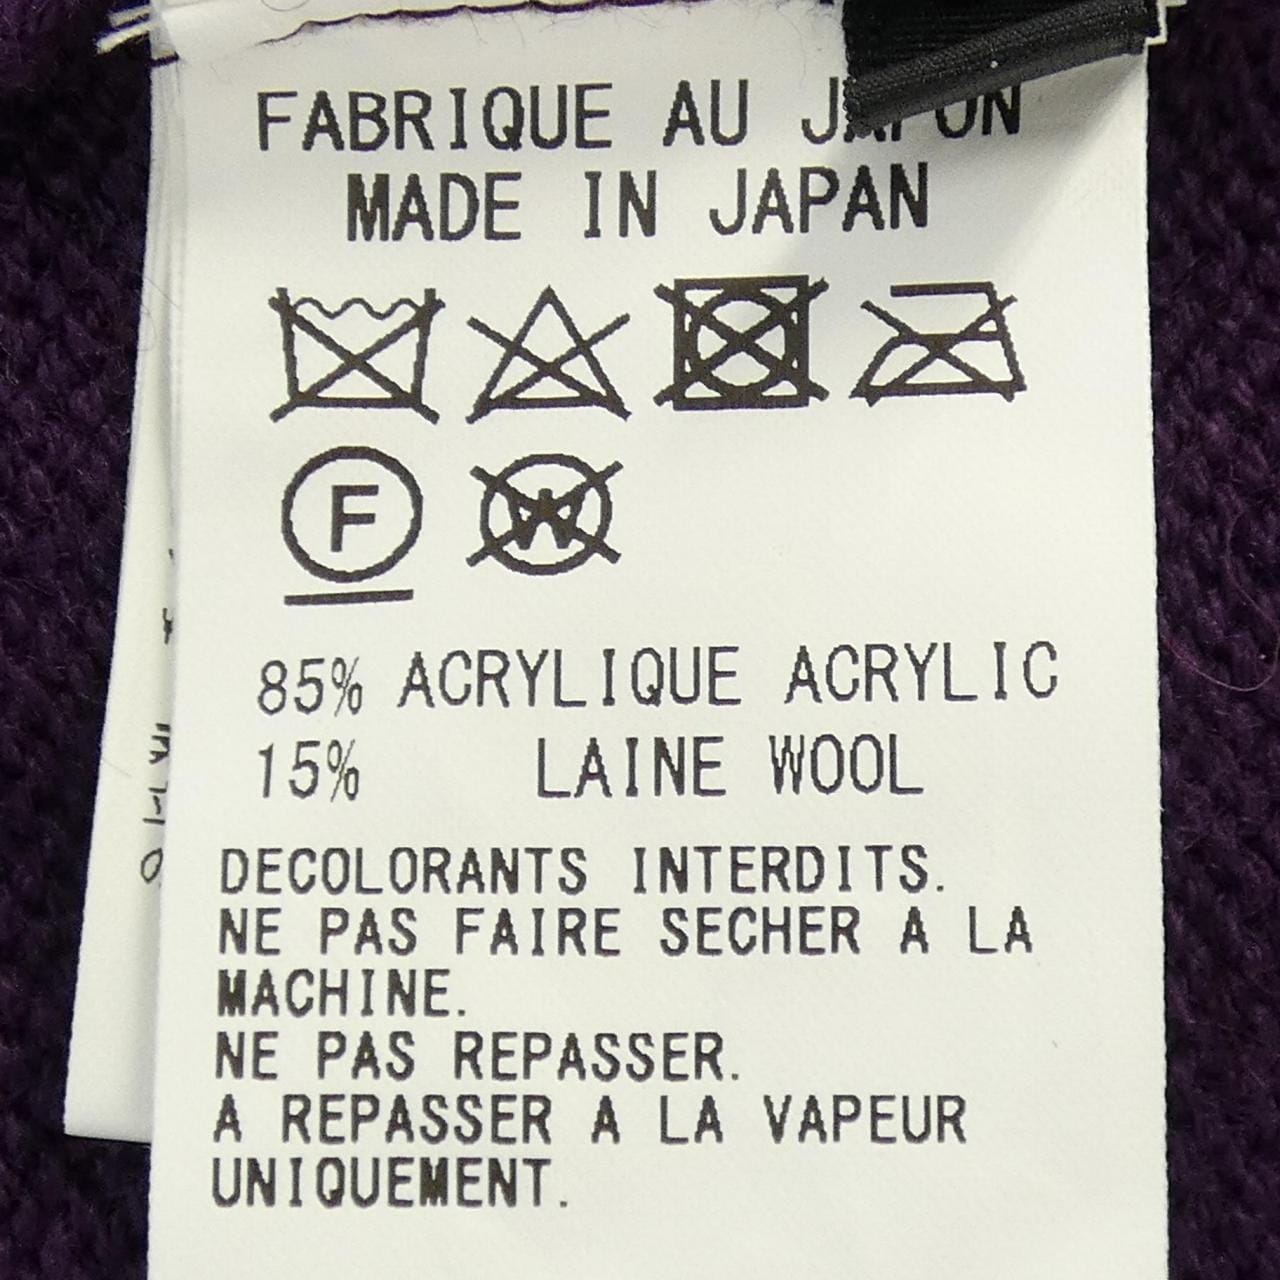 FABRIQUE AU JAPON
MADE IN JAPAN
F W
85% ACRYLIQUE ACRYLIC
15% LAINE WOOL
DECOLORANTS INTERDITS.
NE PAS FAIRE SECHER A LA
MACHINE.
NE PAS REPASSER.
A REPASSER A LA VAPEUR
UNIQUEMENT.